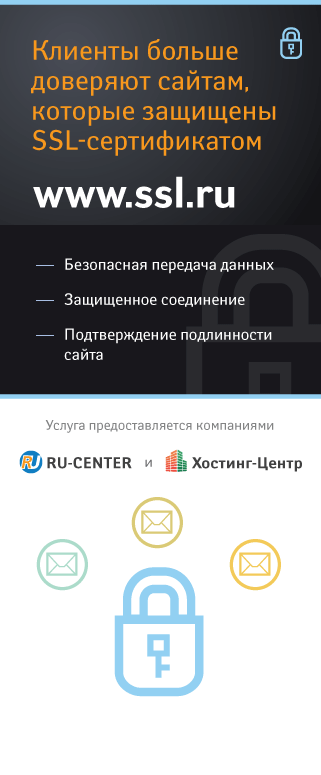 Клиенты больше
доверяют сайтам,
которые защищены
SSL-сертификатом
www.ssl.ru
— Безопасная передача данных
— Защищенное соединение
— Подтверждение подлинности
сайта
Услуга предоставляется компаниями
RU RU-CENTER и Хостинг-Центр